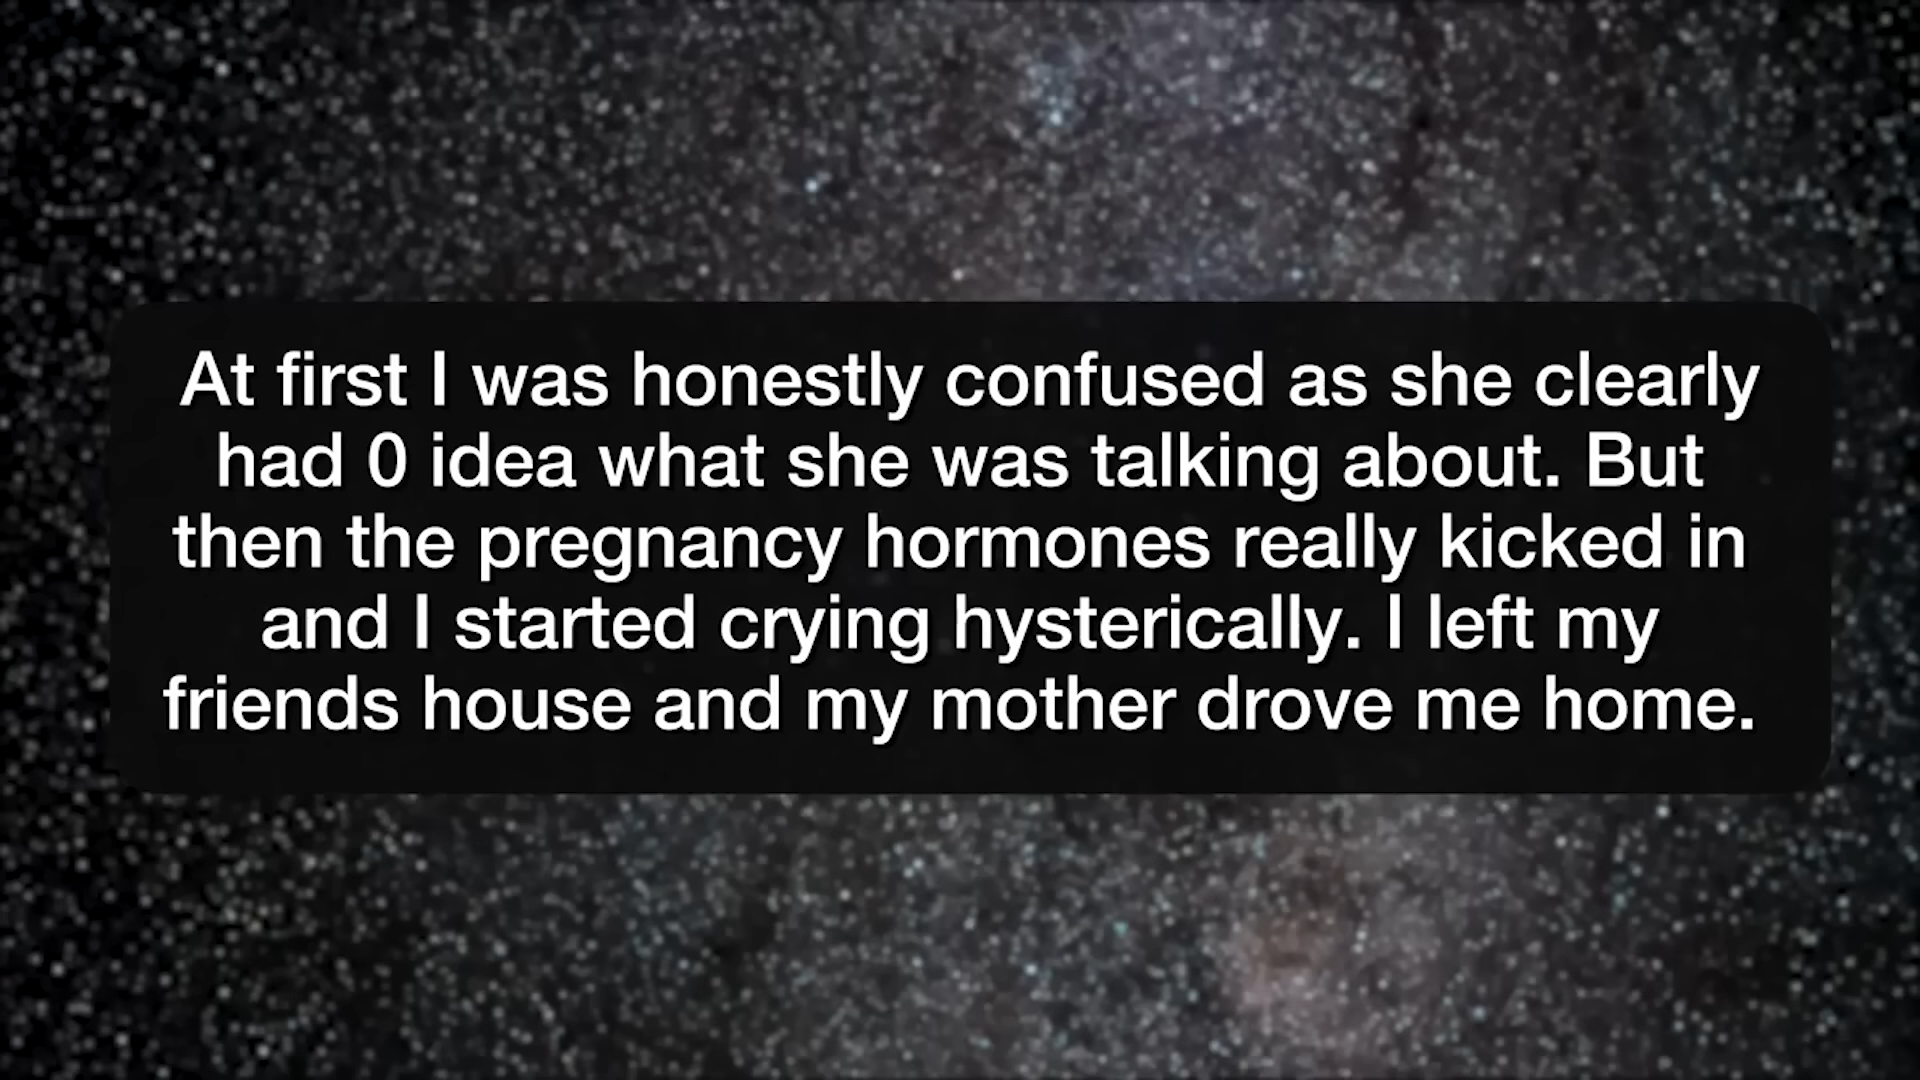 At first I was honestly confused as she clearly
had 0 idea what she was talking about. But
then the pregnancy hormones really kicked in
and I started crying hysterically. I left my
friends house and my mother drove me home.